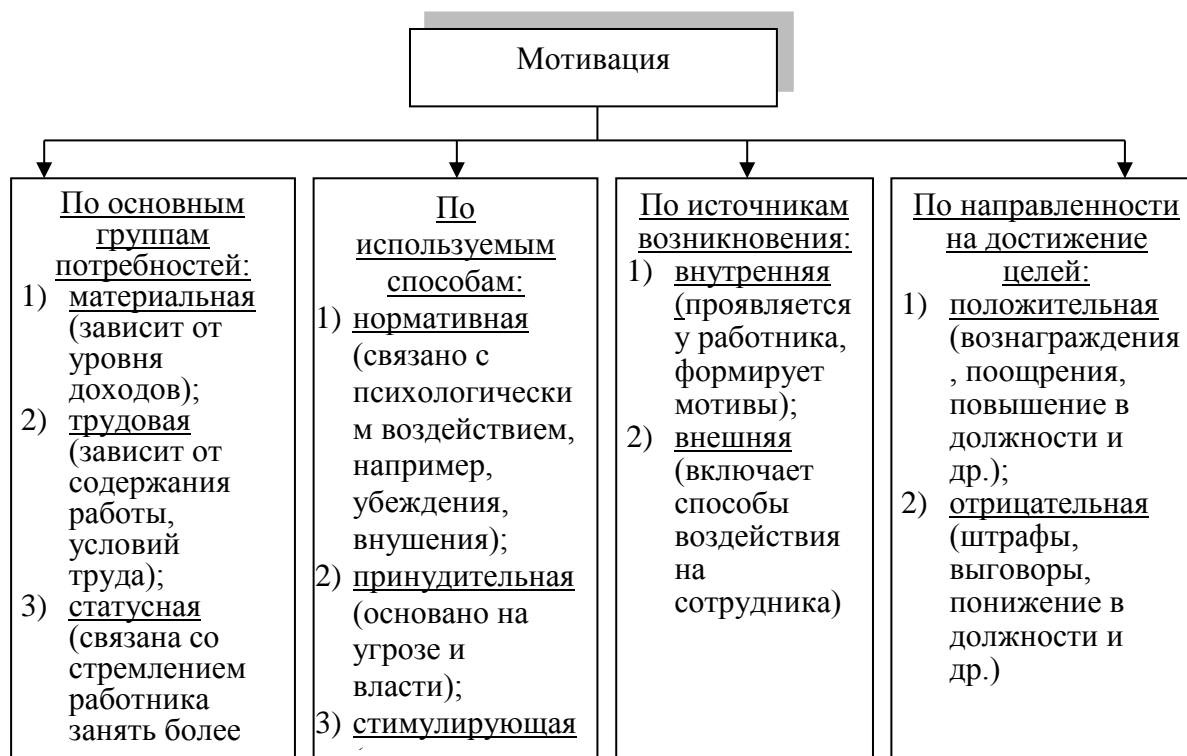 Мотивация
По основным
группам
потребностей:
1) материальная
(зависит от
уровня
доходов);
2) трудовая
(зависит от
содержания
работы,
условий
труда);
3) статусная
(связана со
стремлением
работника
занять более
По
используемым
способам:
1) нормативная
(связано с
психологически
м воздействием,
например,
убеждения,
внушения);
2) принудительная
(основано на
угрозе и
власти);
3) стимулирующая
По источникам
возникновения:
1) внутренняя
(проявляется
у работника,
формирует
мотивы);
2) внешняя
(включает
способы
воздействия
на
сотрудника)
По направленности
на достижение
целей:
1) положительная
(вознаграждения
, поощрения,
повышение в
должности и
др.);
2) отрицательная
(штрафы,
выговоры,
понижение в
должности и
др.)